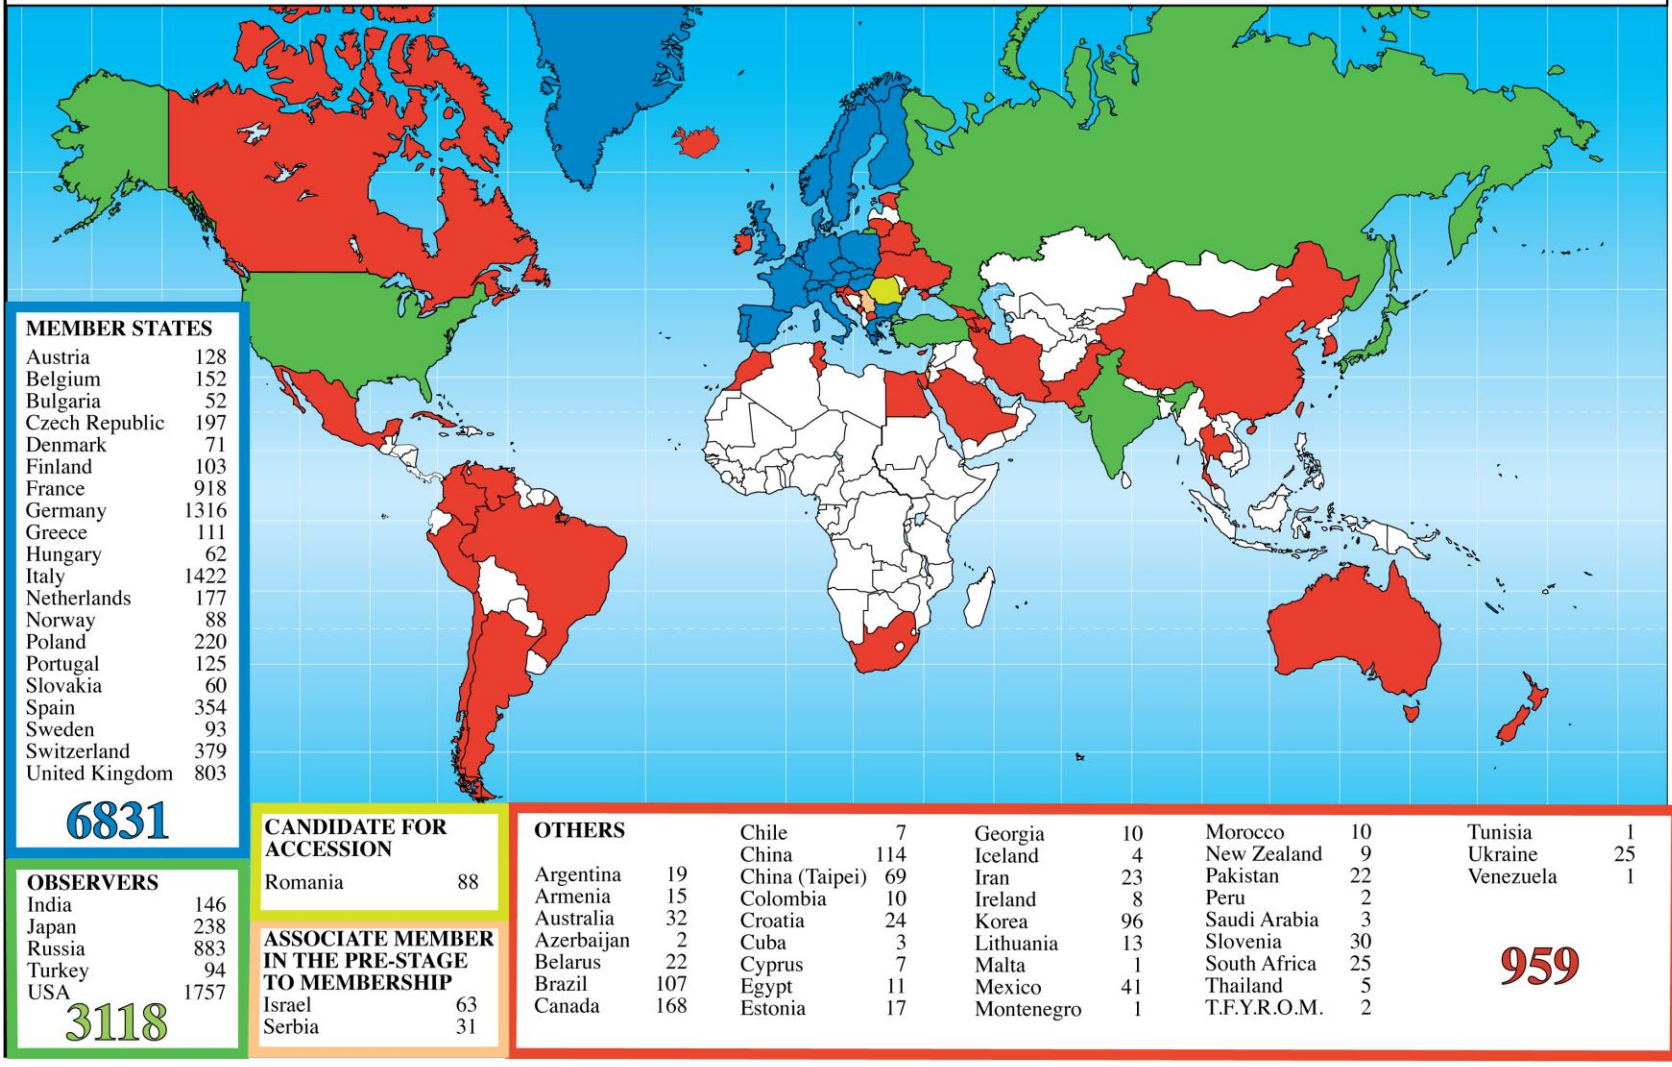 MEMBER STATES
Austria 128
Belgium 152
Bulgaria 52
Czech Republic 197
Denmark 71
Finland 103
France 918
Germany 1316
Greece 111
Hungary 62
Italy 1422
Netherlands 177
Norway 88
Poland 220
Portugal 125
Slovakia 60
Spain 354
Sweden 93
Switzerland 379
United Kingdom 803
6831
OBSERVERS
India 146
Japan 238
Russia 883
Turkey 94
USA 1757
3118
CANDIDATE FOR
ACCESSION
Romania 88
ASSOCIATE MEMBER
IN THE PRE-STAGE
TO MEMBERSHIP
Israel 63
Serbia 31
OTHERS
Argentina 19
Armenia 15
Australia 32
Azerbaijan 2
Belarus 22
Brazil 107
Canada 168
Chile 7
China 114
China (Taipei) 69
Colombia 10
Croatia 24
Cuba 3
Cyprus 7
Egypt 11
Estonia 17
Georgia 10
Iceland 4
Iran 23
Ireland 8
Korea 96
Lithuania 13
Malta 1
Mexico 41
Montenegro 1
Morocco 10
New Zealand 9
Pakistan 22
Peru 2
Saudi Arabia 3
Slovenia 30
South Africa 25
Thailand 5
T.F.Y.R.O.M. 2
Tunisia 1
Ukraine 25
Venezuela 1
959